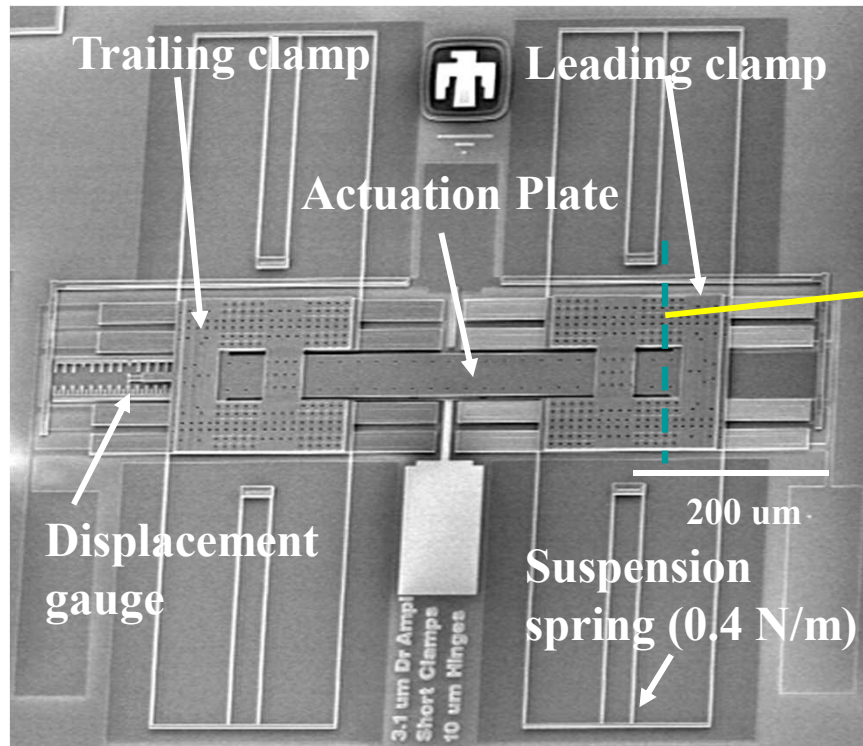 Trailing clamp
Leading clamp
Actuation Plate
200 um
Displacement
gauge
Suspension
spring (0.4 N/m)
3.1 um Dr Ampl
Short Clamps
10 um Hinges